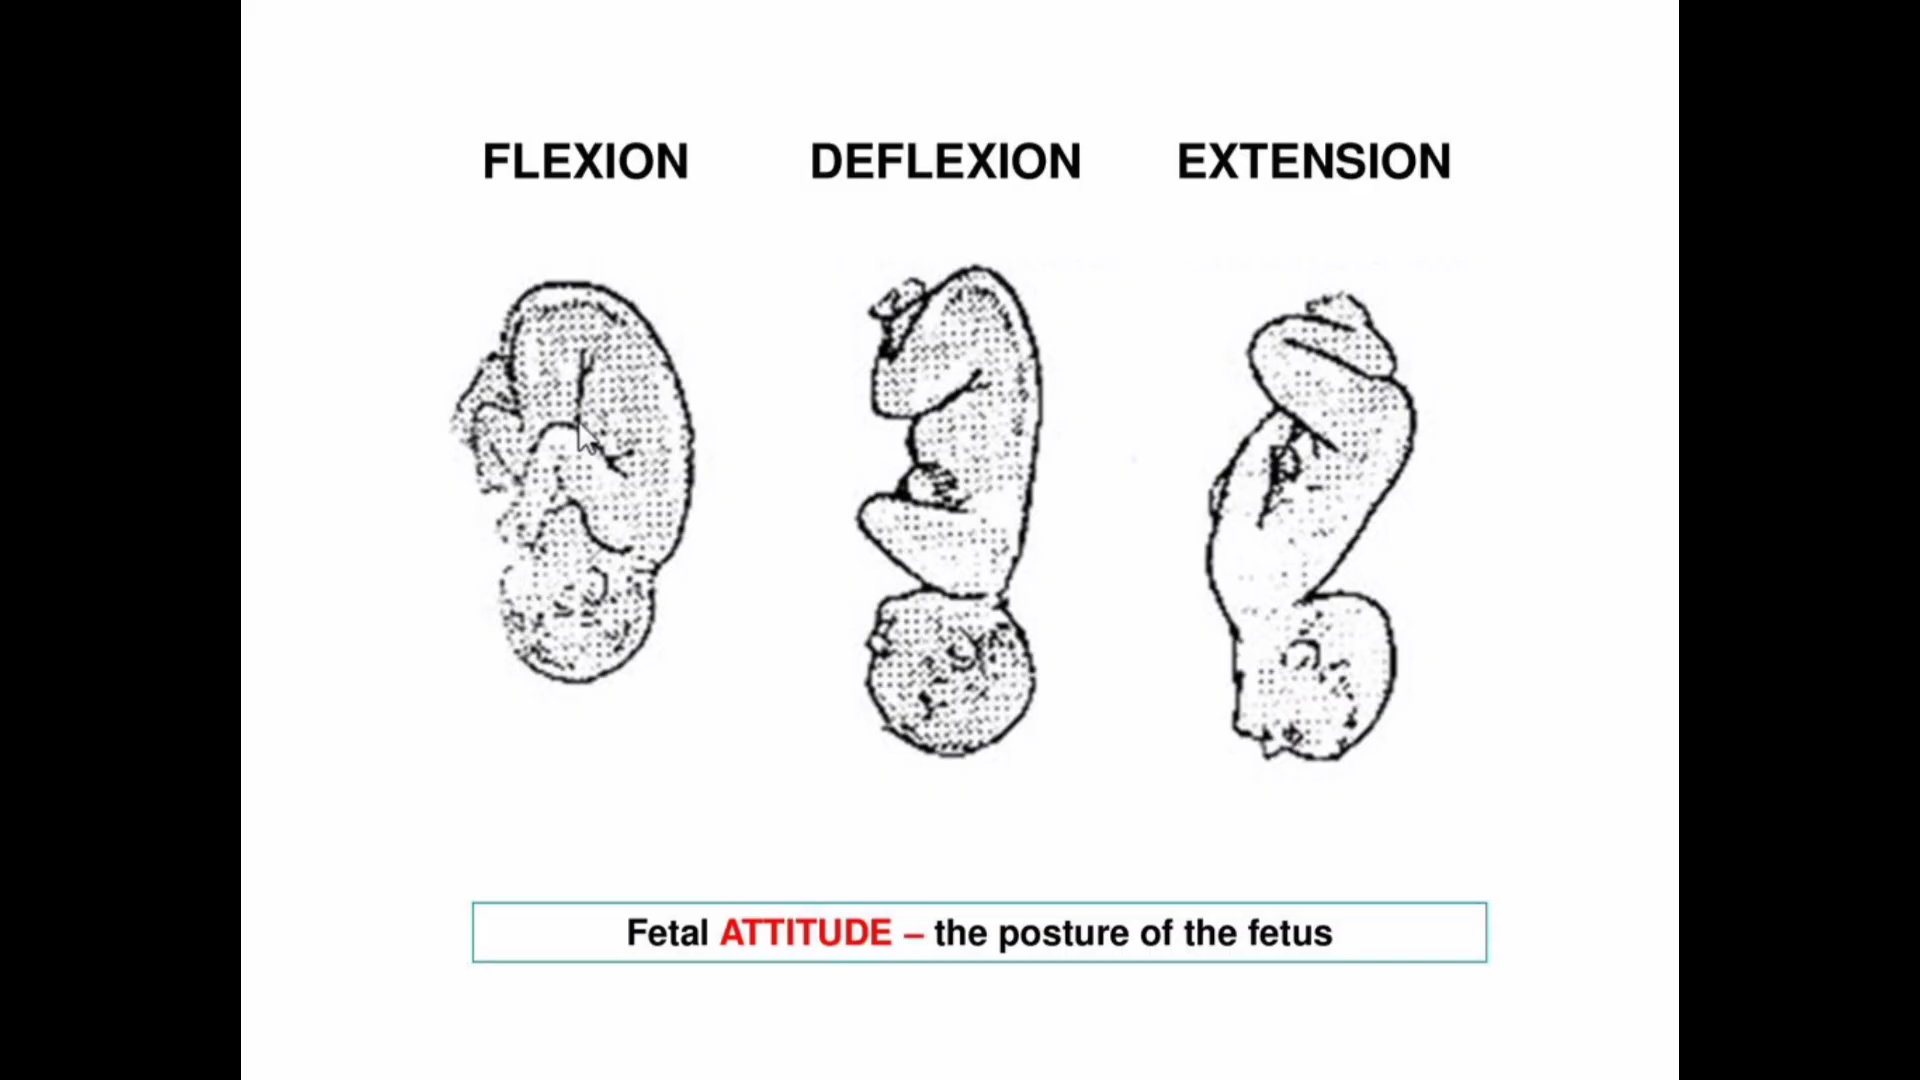 FLEXION DEFLEXION EXTENSION
Fetal ATTITUDE – the posture of the fetus